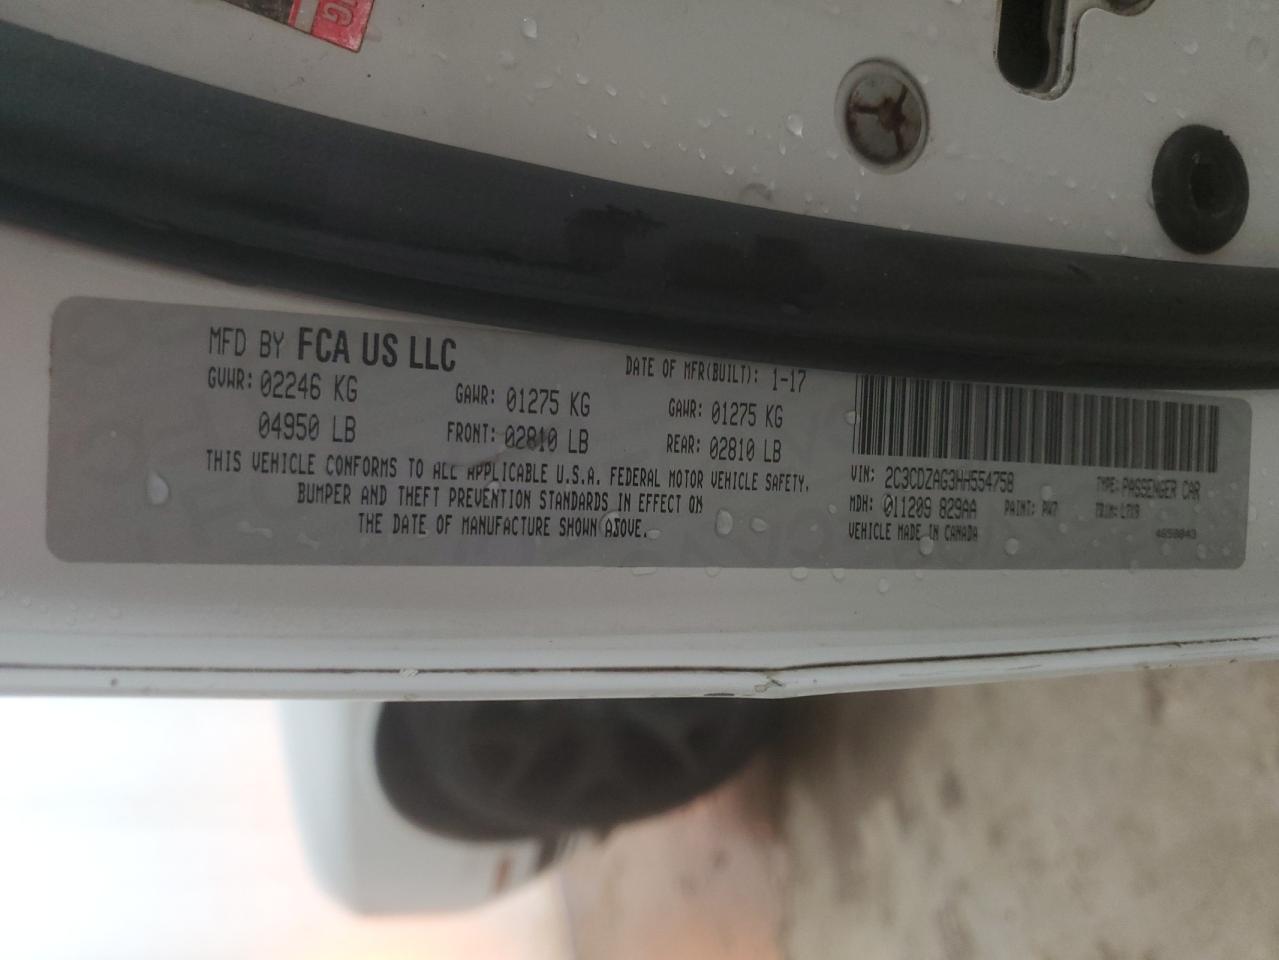 MFD BY FCA US LLC
DATE OF MFR(BUILT): 1-17
GVWR: 02246 KG
04950 LB
GAWR: 01275 KG
FRONT: 02810 LB
GAWR: 01275 KG
REAR: 02810 LB
THIS VEHICLE CONFORMS TO ALL APPLICABLE U.S.A. FEDERAL MOTOR VEHICLE SAFETY,
BUMPER AND THEFT PREVENTION STANDARDS IN EFFECT ON
THE DATE OF MANUFACTURE SHOWN ABOVE.
VIN: 2C3CDZAG3HH554758
TYPE: PASSENGER CAR
MDH: 011209 829AA
PAINT: PW7
TRIM: L7X9
VEHICLE MADE IN CANADA